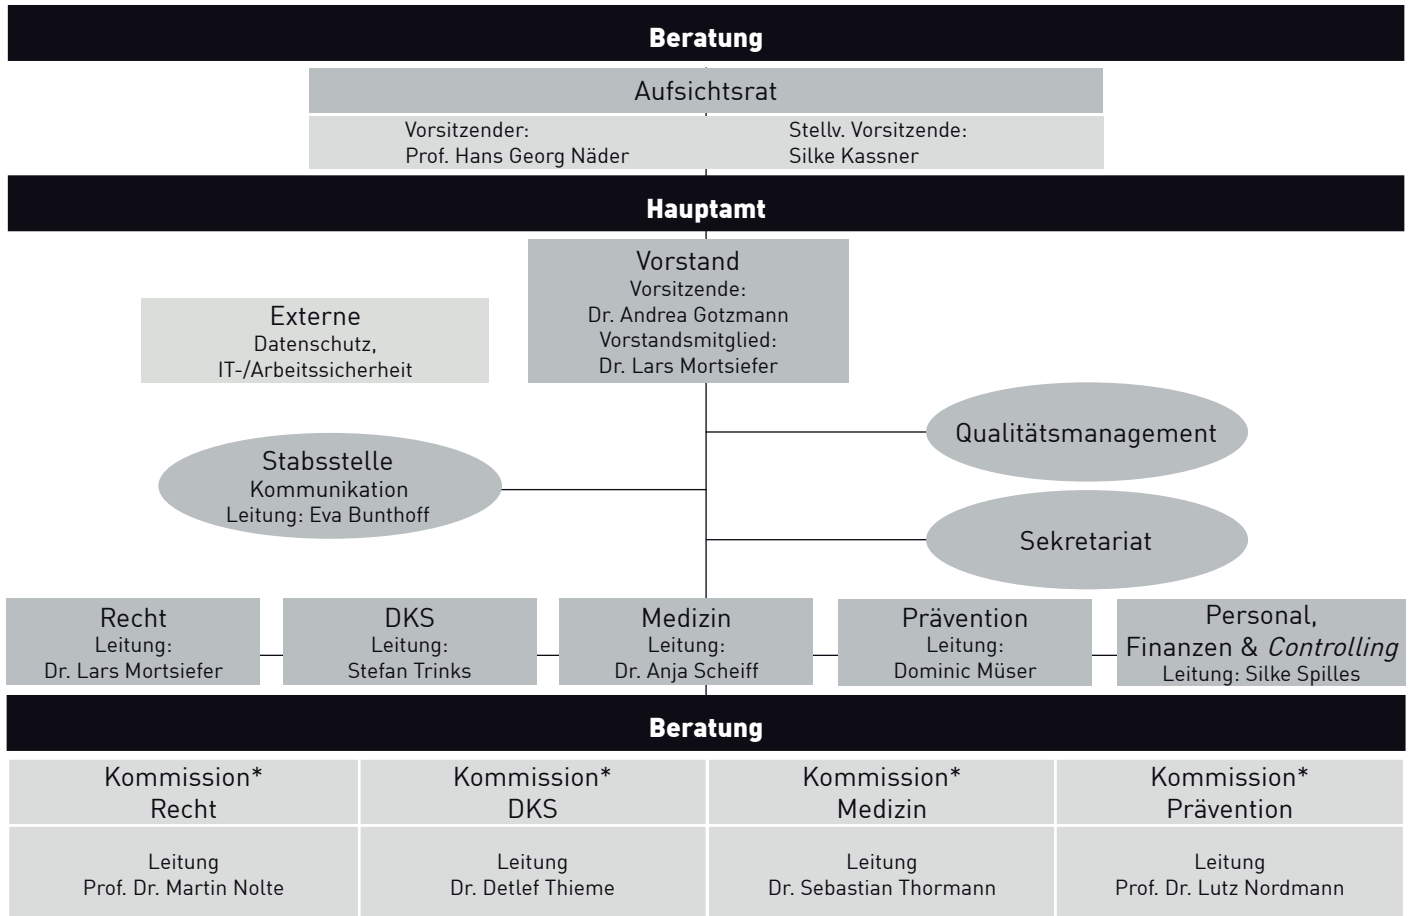 Beratung
Aufsichtsrat
Vorsitzender:
Prof. Hans Georg Näder
Stellv. Vorsitzende:
Silke Kassner
Hauptamt
Vorstand
Vorsitzende:
Dr. Andrea Gotzmann
Vorstandsmitglied:
Dr. Lars Mortsiefer
Externe
Datenschutz,
IT-/Arbeitssicherheit
Qualitätsmanagement
Stabsstelle
Kommunikation
Leitung: Eva Bunthoff
Sekretariat
Recht
Leitung:
Dr. Lars Mortsiefer
DKS
Leitung:
Stefan Trinks
Medizin
Leitung:
Dr. Anja Scheiff
Prävention
Leitung:
Dominic Müser
Personal,
Finanzen & Controlling
Leitung: Silke Spilles
Beratung
Kommission*
Recht
Leitung
Prof. Dr. Martin Nolte
Kommission*
DKS
Leitung
Dr. Detlef Thieme
Kommission*
Medizin
Leitung
Dr. Sebastian Thormann
Kommission*
Prävention
Leitung
Prof. Dr. Lutz Nordmann